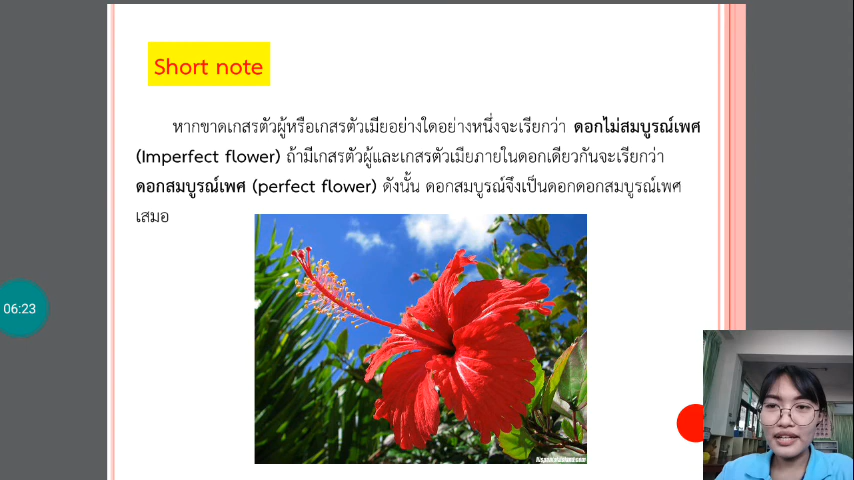 Short note
หากขาดเกสรตัวผู้หรือเกสรตัวเมียอย่างใดอย่างหนึ่งจะเรียกว่า ดอกไม่สมบูรณ์เพศ
(Imperfect flower) ถ้ามีเกสรตัวผู้และเกสรตัวเมียภายในดอกเดียวกันจะเรียกว่า
ดอกสมบูรณ์เพศ (perfect flower) ดังนั้น ดอกสมบูรณ์จึงเป็นดอกดอกสมบูรณ์เพศ
เสมอ
06:23